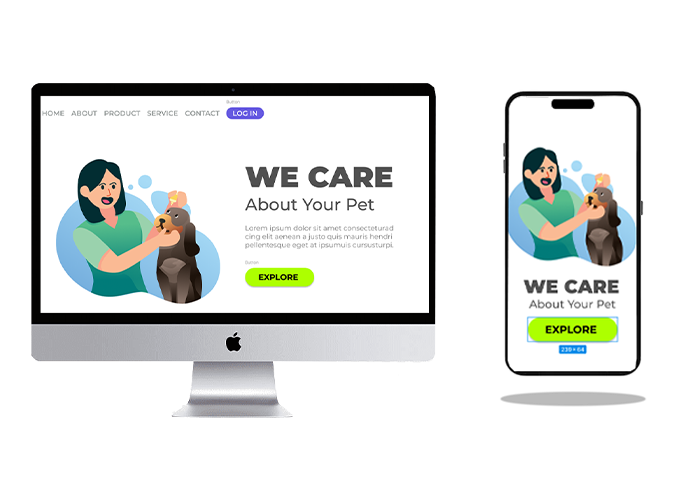 Button
HOME ABOUT PRODUCT SERVICE CONTACT LOG IN
WE CARE
About Your Pet
Lorem ipsum dolor sit amet consecteturad
cing elit aenean a justo quis mauris hendri
pellentesque eget at ipsumuis cursusturpi.
Button
EXPLORE
WE CARE
About Your Pet
EXPLORE
239 × 64